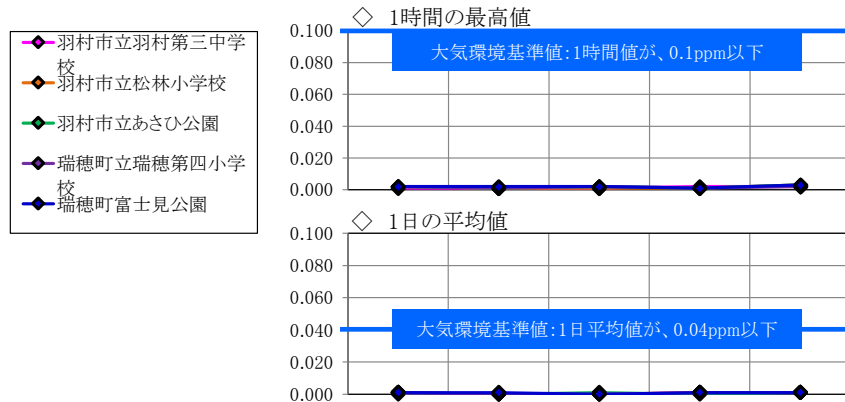 羽村市立羽村第三中学
校
羽村市立松林小学校
羽村市立あさひ公園
瑞穂町立瑞穂第四小学
校
瑞穂町富士見公園
◇ 1時間の最高値
0.100
大気環境基準値：1時間値が、0.1ppm以下
0.080
0.060
0.040
0.020
0.000
◇ 1日の平均値
0.100
0.080
0.060
0.040
大気環境基準値：1日平均値が、0.04ppm以下
0.020
0.000